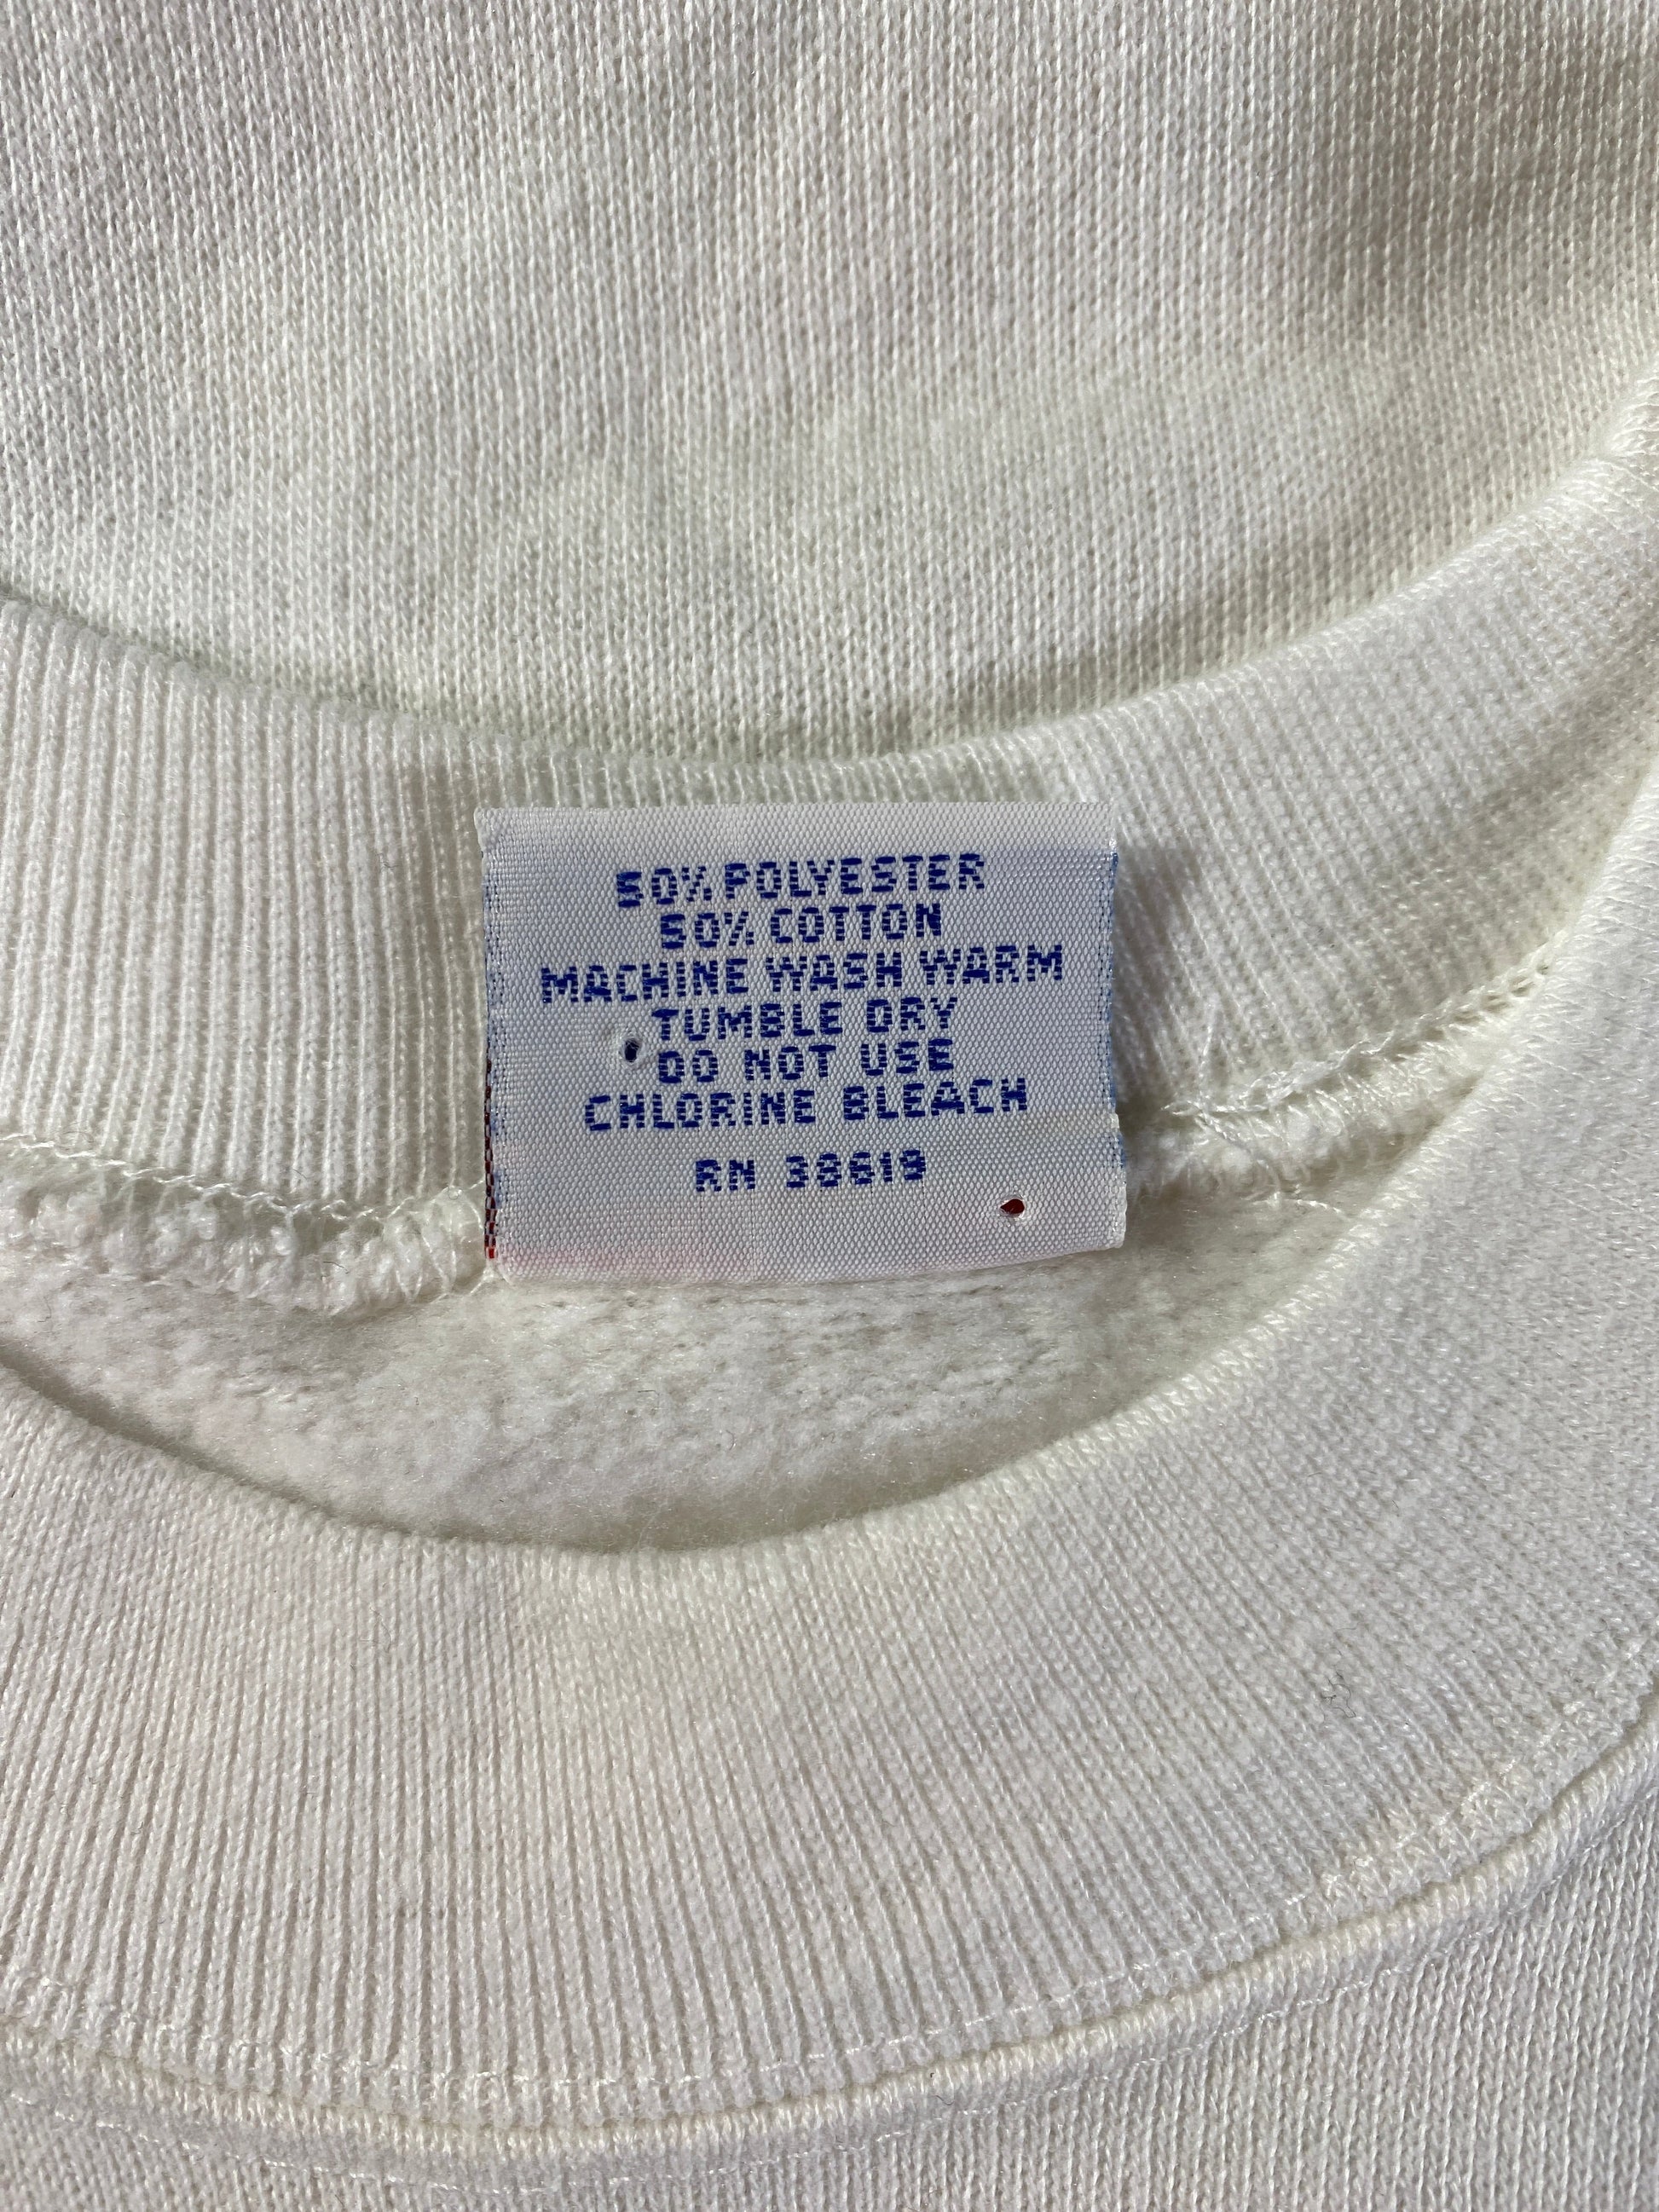 50% POLYESTER
50% COTTON
MACHINE WASH WARM
TUMBLE DRY
DO NOT USE
CHLORINE BLEACH
RN 38619